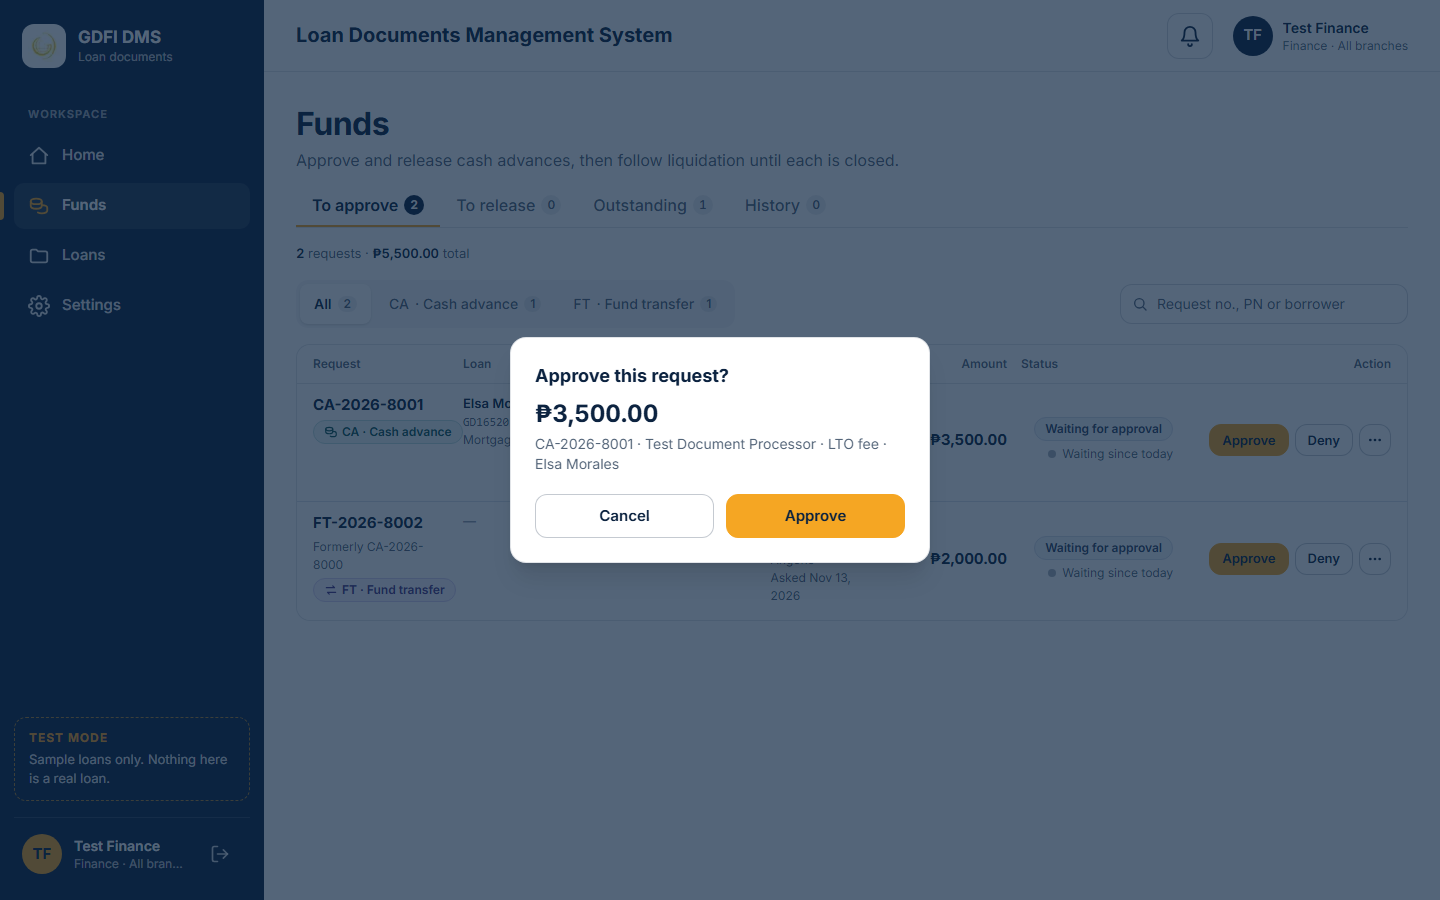 GDFI DMS
Loan documents
WORKSPACE
Home
Funds
Loans
Settings
TEST MODE
Sample loans only. Nothing here
is a real loan.
TF
Test Finance
Finance · All bran...
Loan Documents Management System
TF
Test Finance
Finance · All branches
Funds
Approve and release cash advances, then follow liquidation until each is closed.
To approve 2
To release 0
Outstanding 1
History 0
2 requests · ₱5,500.00 total
All 2
CA · Cash advance 1
FT · Fund transfer 1
Request no., PN or borrower
Request
Loan
Amount
Status
Action
CA-2026-8001
CA · Cash advance
Elsa Mo
GD16520
Mortgag
₱3,500.00
Waiting for approval
Waiting since today
Approve
Deny
FT-2026-8002
Formerly CA-2026-
8000
FT · Fund transfer
—
Asked Nov 13,
2026
₱2,000.00
Waiting for approval
Waiting since today
Approve
Deny
Approve this request?
₱3,500.00
CA-2026-8001 · Test Document Processor · LTO fee ·
Elsa Morales
Cancel
Approve